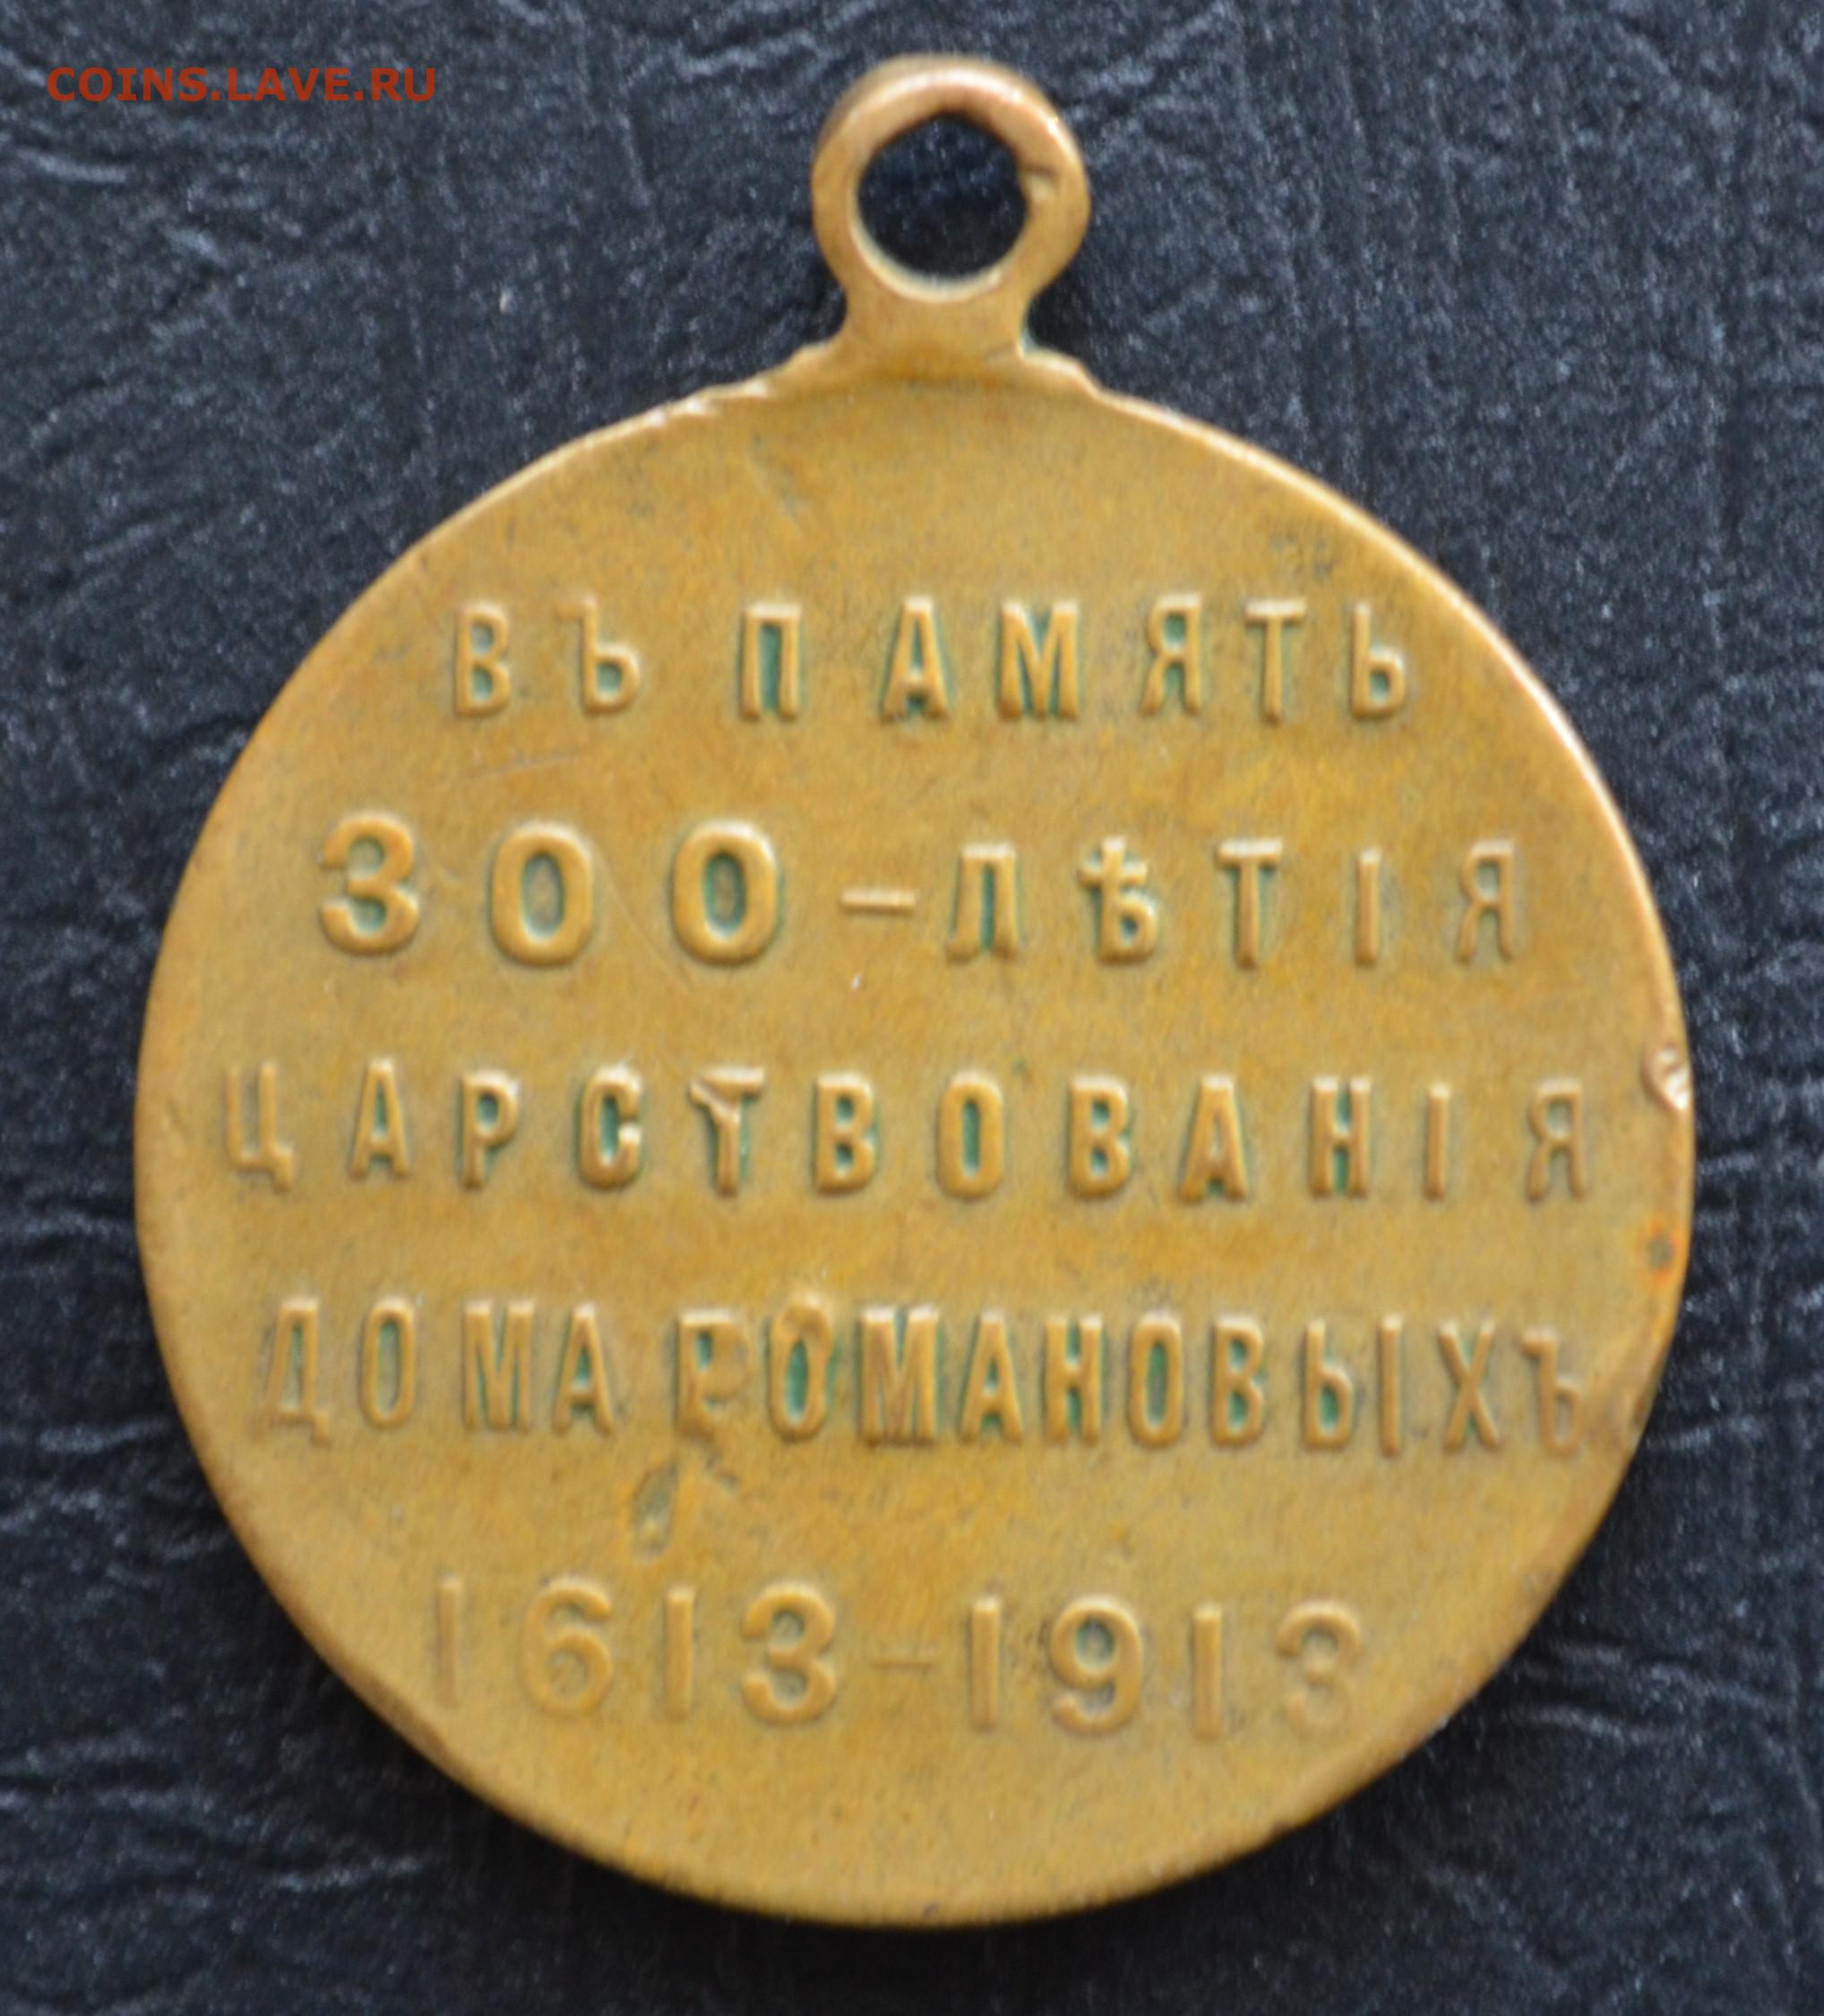 COINS.LAVE.RU
ВЪ ПАМЯТЬ
300-ЛѢТІЯ
ЦАРСТВОВАНІЯ
ДОМА РОМАНОВЫХЪ
1613-1913